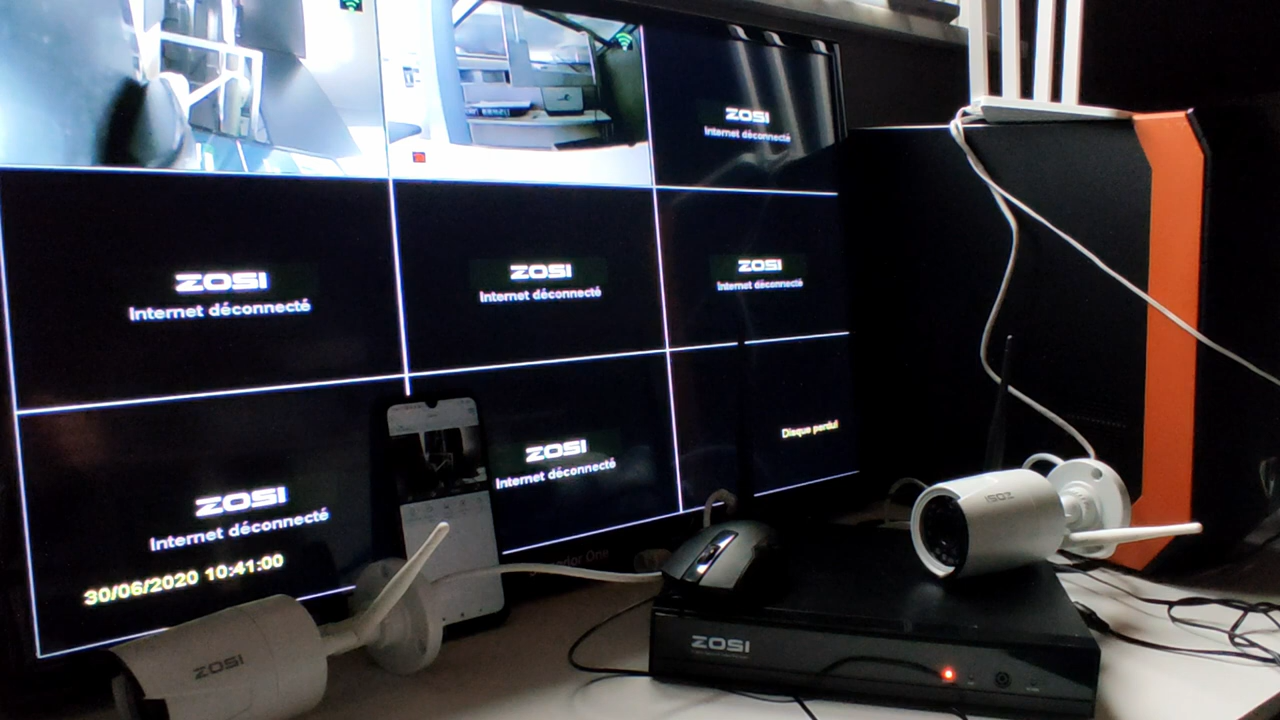 ZOSI
Internet déconnecté
ZOSI
Internet déconnecté
ZOSI
Internet déconnecté
ZOSI
Internet déconnecté
ZOSI
Internet déconnecté
30/06/2020 10:41:00
ZOSI
Internet déconnecté
Disque perdu!
ZOSI
ZOSI
ZOSI